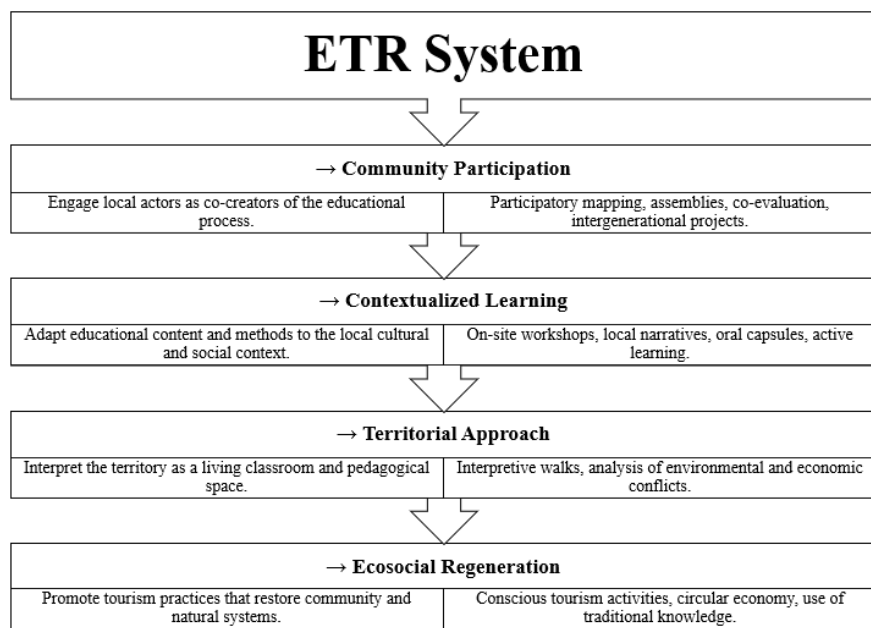 ETR System
→ Community Participation
Engage local actors as co-creators of the educational
process.
Participatory mapping, assemblies, co-evaluation,
intergenerational projects.
→ Contextualized Learning
Adapt educational content and methods to the local cultural
and social context.
On-site workshops, local narratives, oral capsules, active
learning.
→ Territorial Approach
Interpret the territory as a living classroom and pedagogical
space.
Interpretive walks, analysis of environmental and economic
conflicts.
→ Ecosocial Regeneration
Promote tourism practices that restore community and
natural systems.
Conscious tourism activities, circular economy, use of
traditional knowledge.